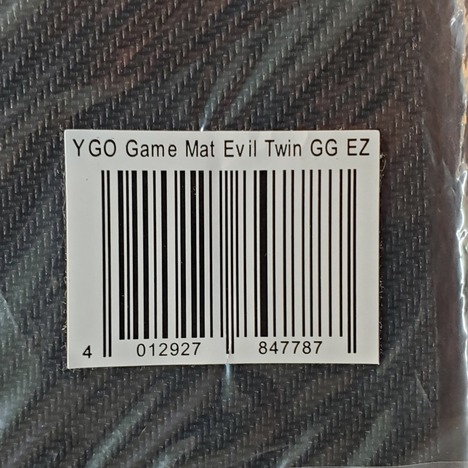 YGO Game Mat Evil Twin GG EZ
4 012927 847787